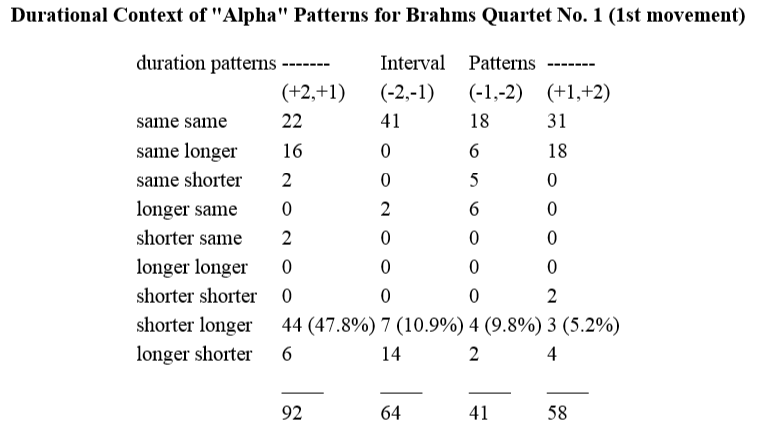 Durational Context of "Alpha" Patterns for Brahms Quartet No. 1 (1st movement)
duration patterns ------- Interval Patterns -------
(+2,+1) (-2,-1) (-1,-2) (+1,+2)
same same 22 41 18 31
same longer 16 0 6 18
same shorter 2 0 5 0
longer same 0 2 6 0
shorter same 2 0 0 0
longer longer 0 0 0 0
shorter shorter 0 0 0 2
shorter longer 44 (47.8%) 7 (10.9%) 4 (9.8%) 3 (5.2%)
longer shorter 6 14 2 4
92 64 41 58